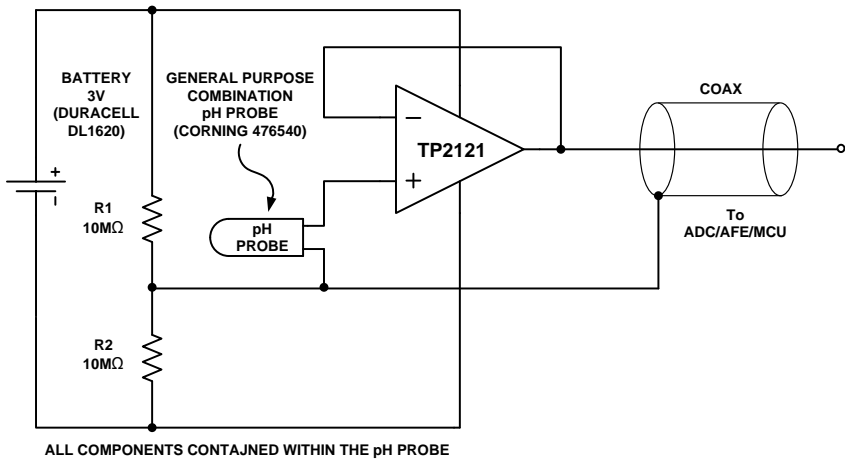 BATTERY
3V
(DURACELL
DL1620)
GENERAL PURPOSE
COMBINATION
pH PROBE
(CORNING 476540)
COAX
−
TP2121
+
+
−
R1
10MΩ
pH
PROBE
To
ADC/AFE/MCU
R2
10MΩ
ALL COMPONENTS CONTAJNED WITHIN THE pH PROBE